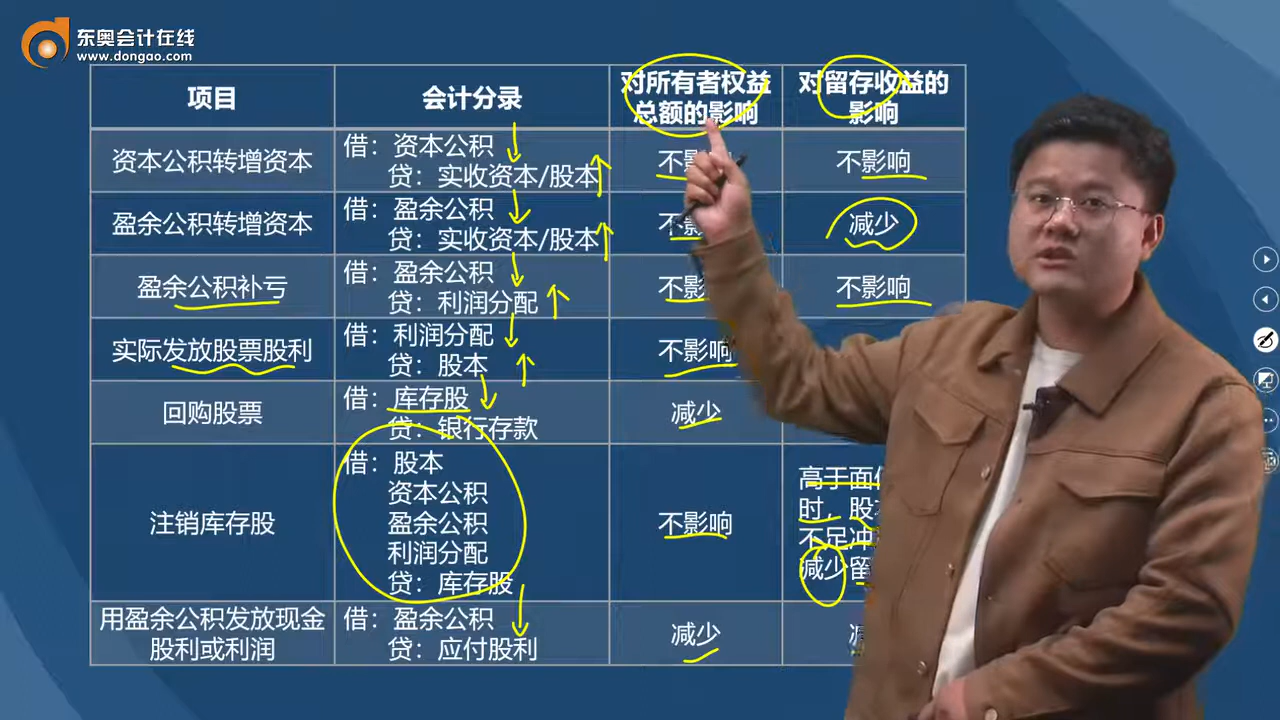 东奥会计在线
www.dongao.com
项目
会计分录
对所有者权益
总额的影响
对留存收益的
影响
资本公积转增资本
借：资本公积
贷：实收资本/股本
不影
不影响
盈余公积转增资本
借：盈余公积
贷：实收资本/股本
不影
减少
盈余公积补亏
借：盈余公积
贷：利润分配
不影
不影响
实际发放股票股利
借：利润分配
贷：股本
不影响
回购股票
借：库存股
贷：银行存款
减少
注销库存股
借：股本
资本公积
盈余公积
利润分配
贷：库存股
不影响
高于面
时，股
不足冲
减少留
用盈余公积发放现金
股利或利润
借：盈余公积
贷：应付股利
减少